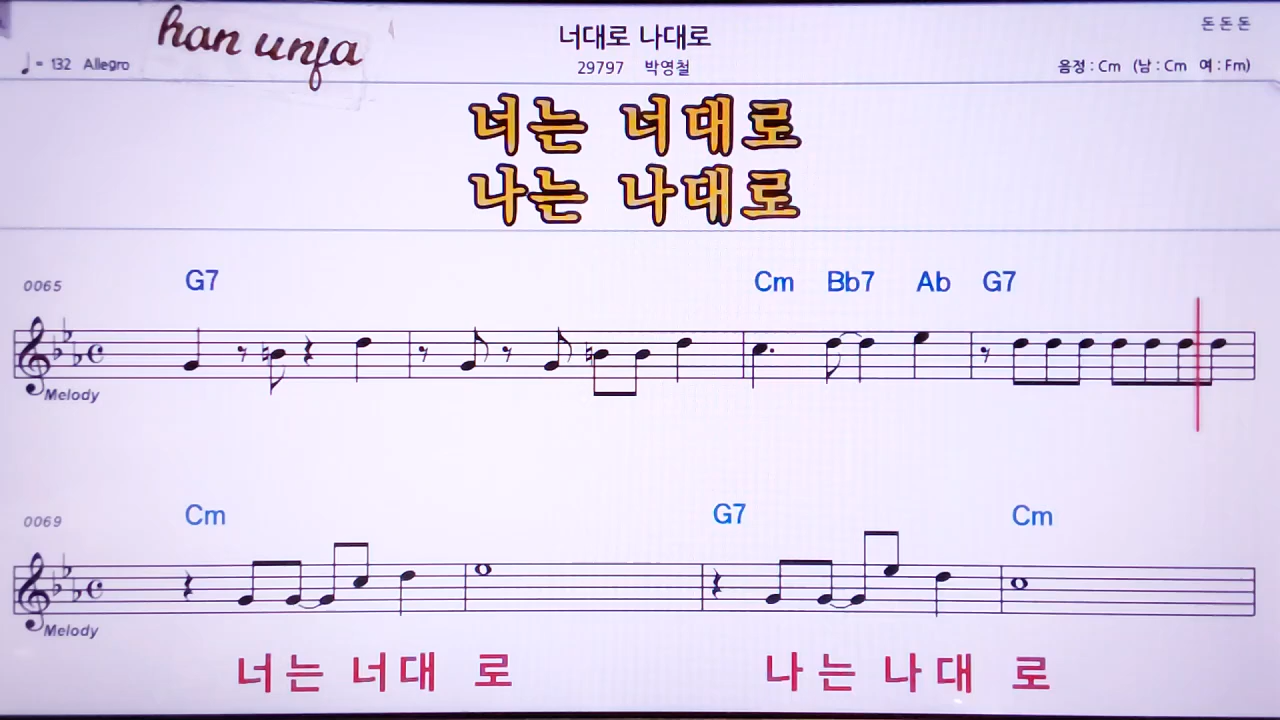 han unfa
너대로 나대로
돈돈돈
♩ = 132 Allegro
29797 박영철
음정 : Cm (남 : Cm 여 : Fm)
너는 너대로
나는 나대로
0065 G7 Cm Bb7 Ab G7
Melody
0069 Cm G7 Cm
Melody
너는 너대 로 나는 나대 로